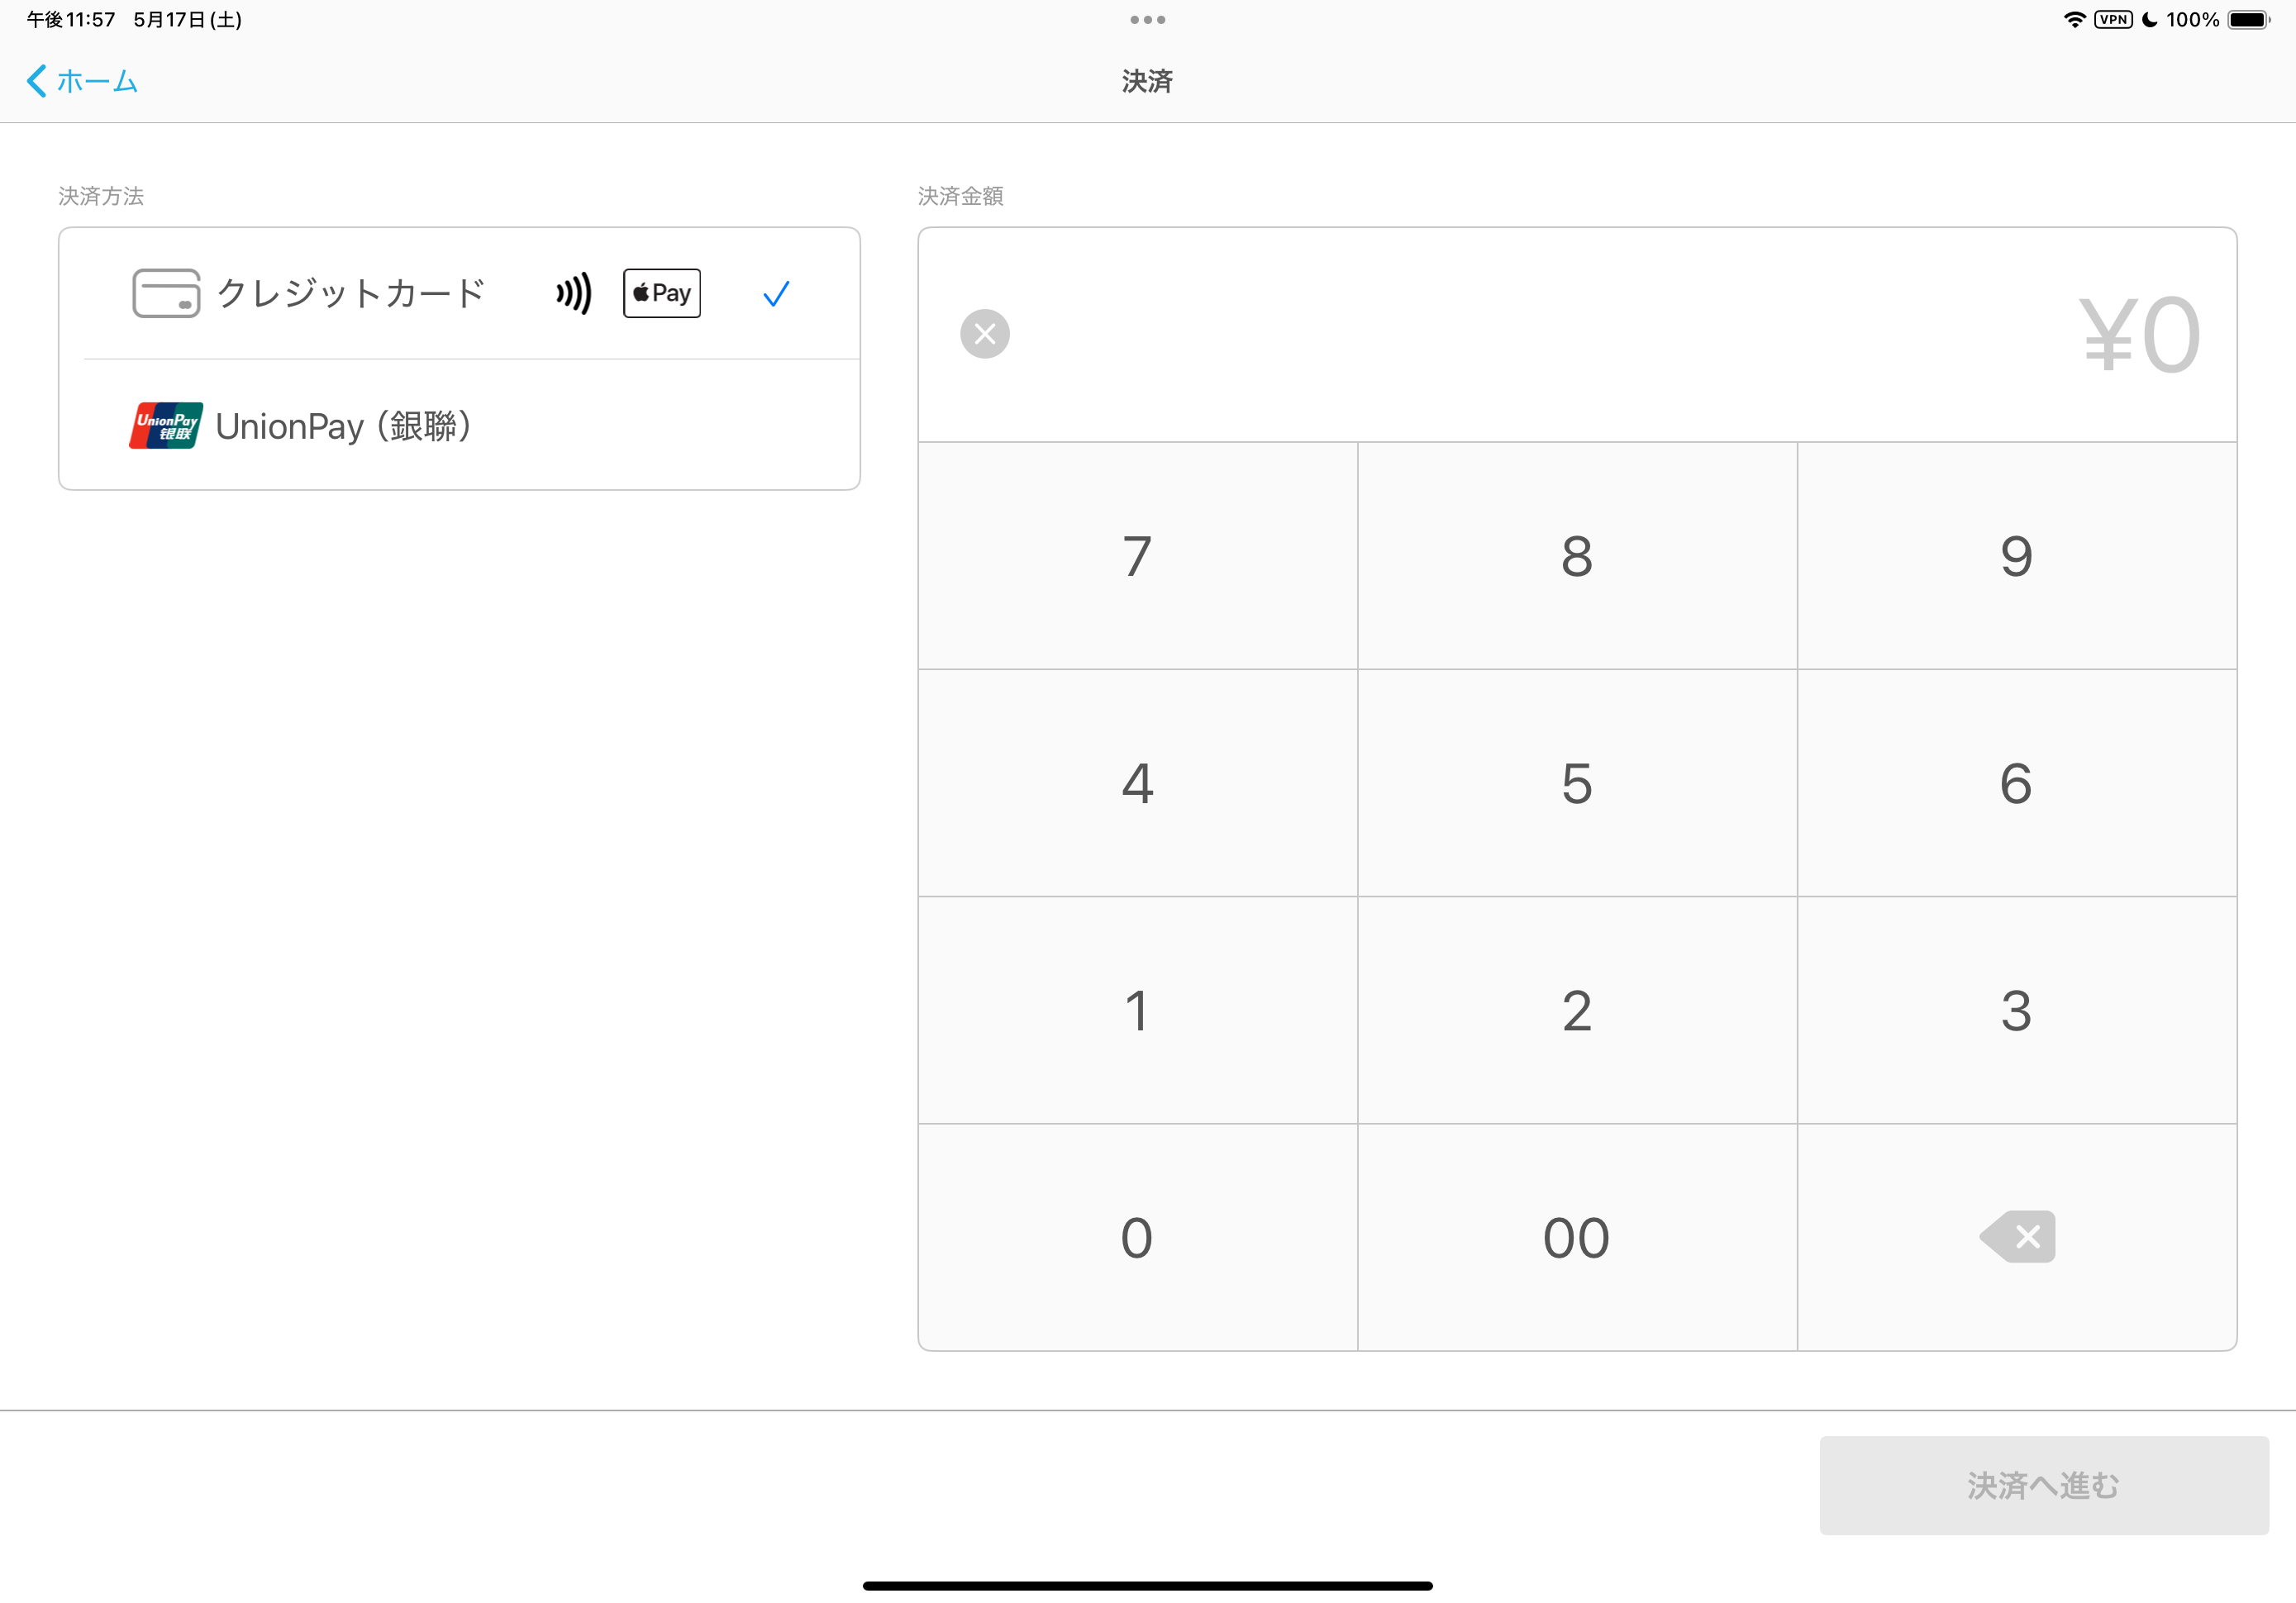 午後11:57 5月17日(土)
VPN 100%
ホーム
決済
決済方法
クレジットカード Pay
UnionPay 银联 UnionPay（銀聯）
決済金額
¥0
7 8 9
4 5 6
1 2 3
0 00
決済へ進む